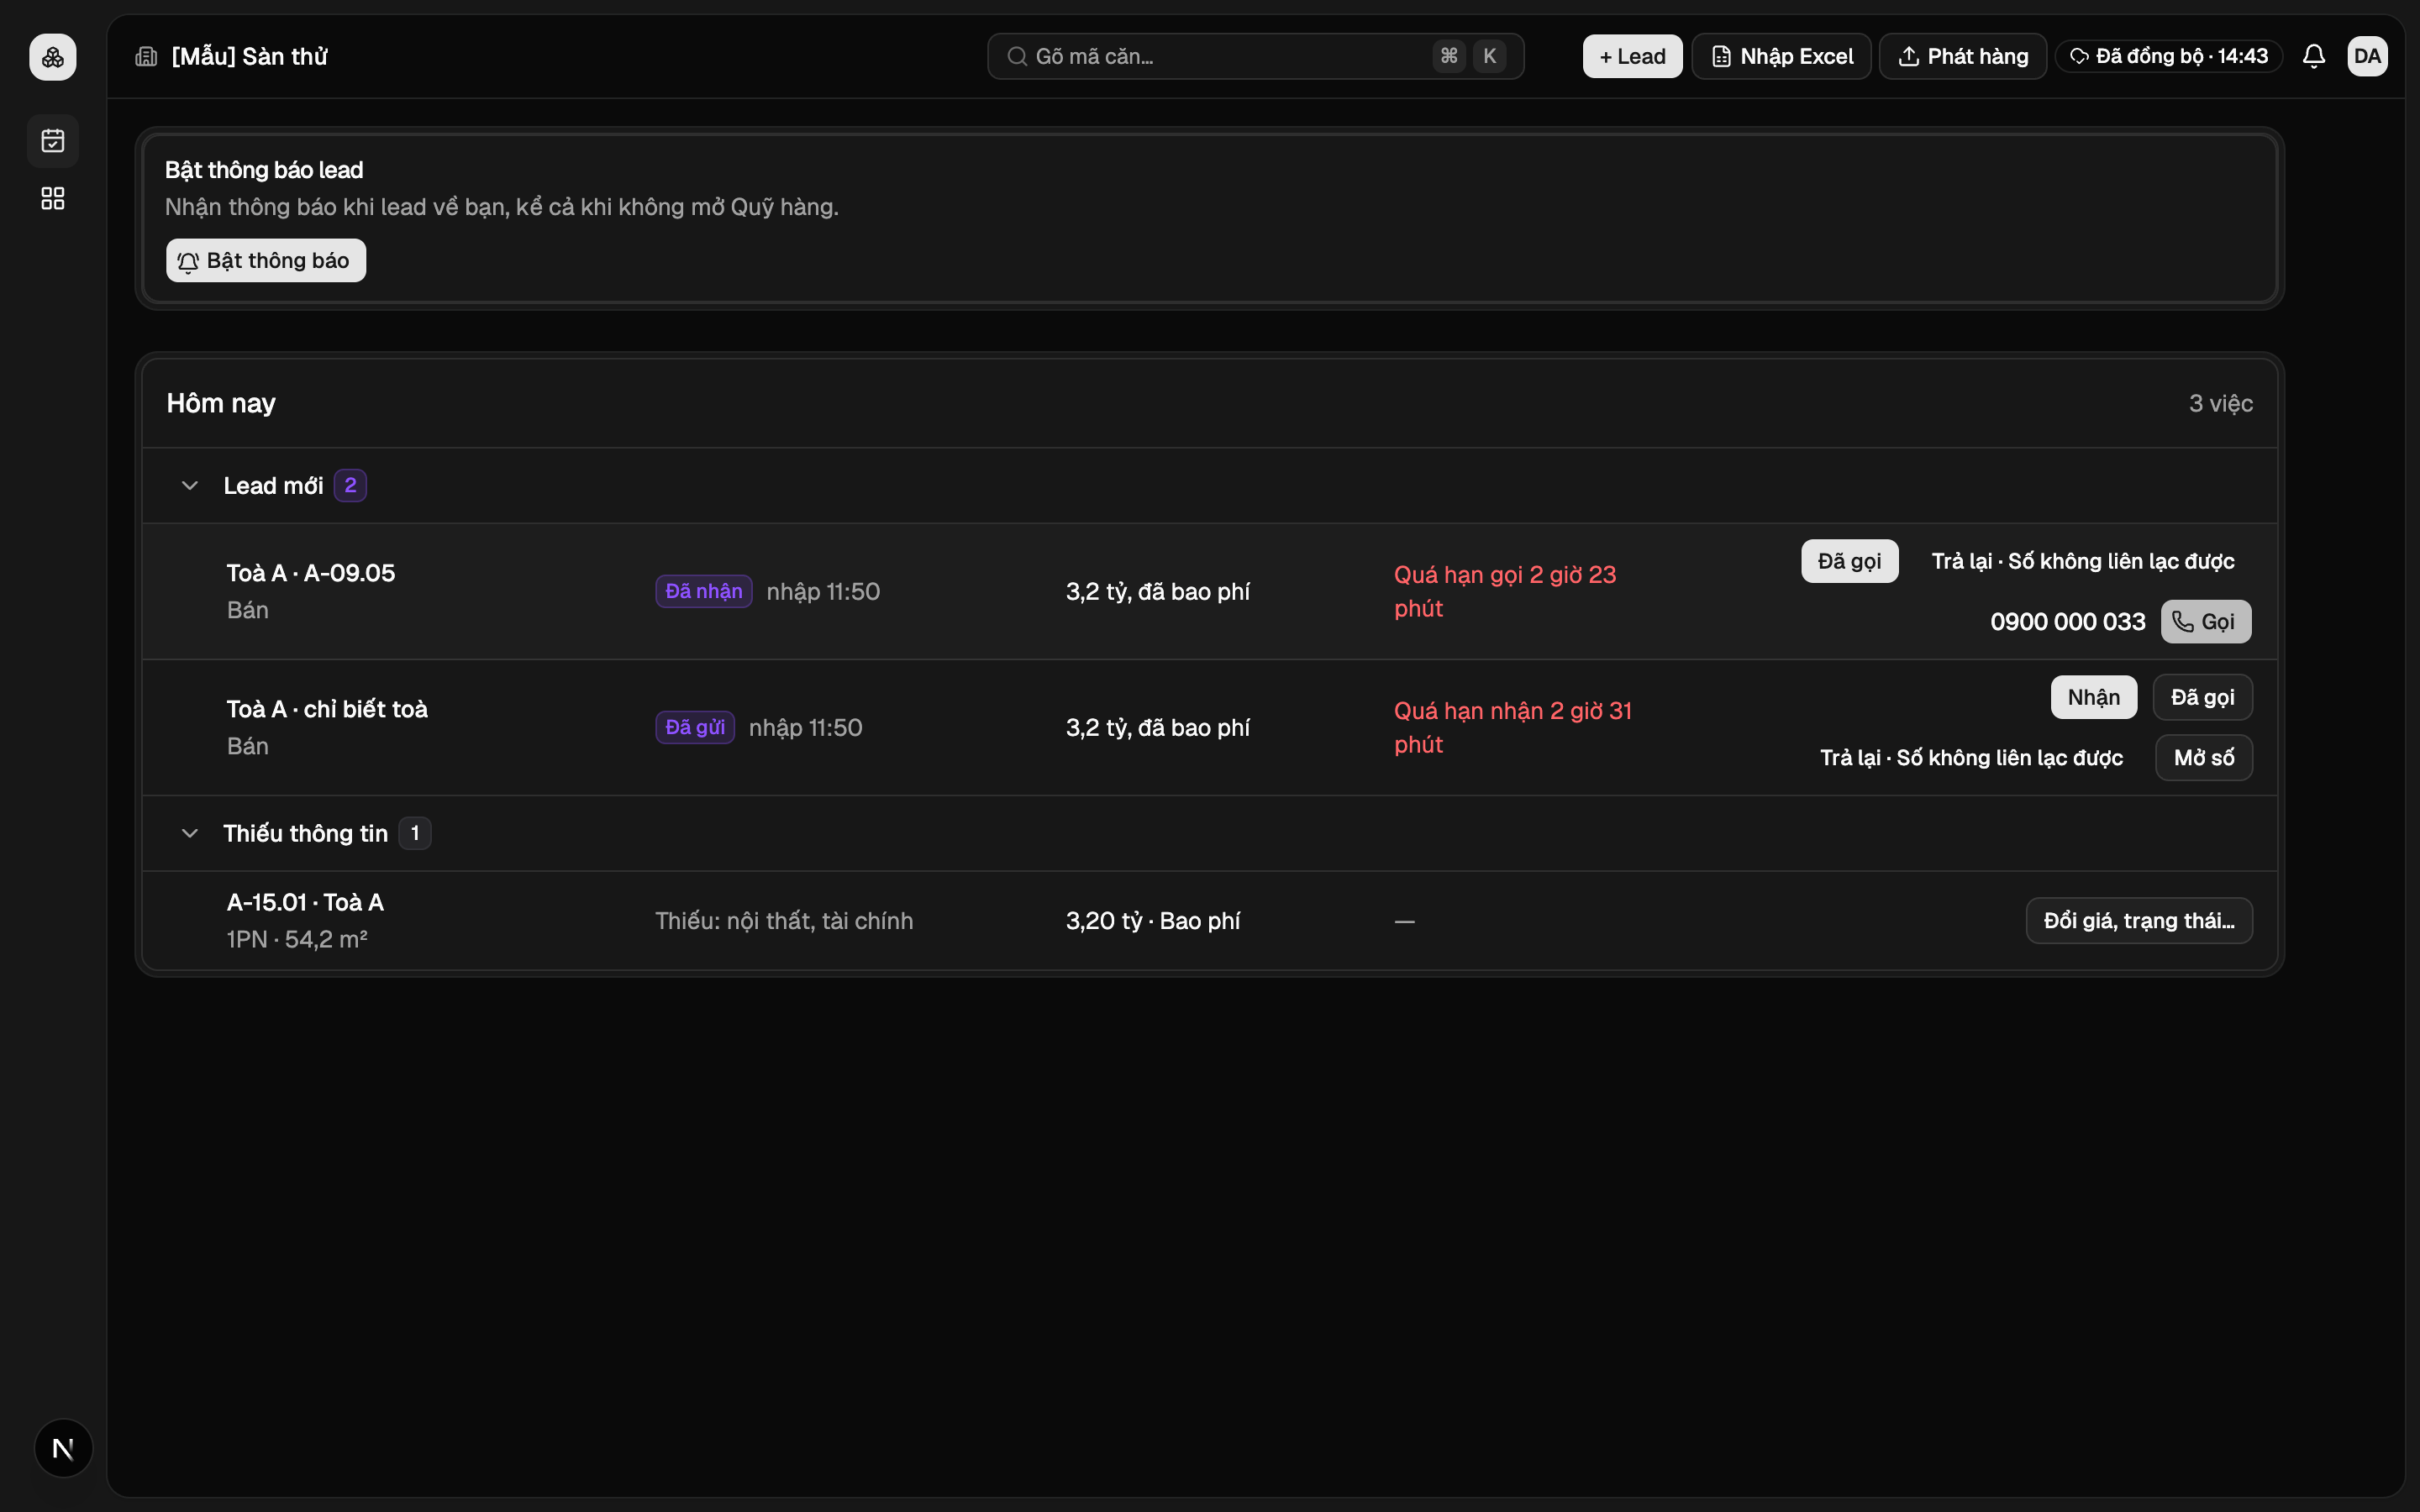 [Mẫu] Sàn thử
Gõ mã căn...
⌘ K
+ Lead
Nhập Excel
Phát hàng
Đã đồng bộ · 14:43
DA
Bật thông báo lead
Nhận thông báo khi lead về bạn, kể cả khi không mở Quỹ hàng.
Bật thông báo
Hôm nay
3 việc
Lead mới 2
Toà A · A-09.05
Bán
Đã nhận nhập 11:50
3,2 tỷ, đã bao phí
Quá hạn gọi 2 giờ 23
phút
Đã gọi
Trả lại · Số không liên lạc được
0900 000 033
Gọi
Toà A · chỉ biết toà
Bán
Đã gửi nhập 11:50
3,2 tỷ, đã bao phí
Quá hạn nhận 2 giờ 31
phút
Nhận
Đã gọi
Trả lại · Số không liên lạc được
Mở số
Thiếu thông tin 1
A-15.01 · Toà A
1PN · 54,2 m²
Thiếu: nội thất, tài chính
3,20 tỷ · Bao phí
—
Đổi giá, trạng thái...
N